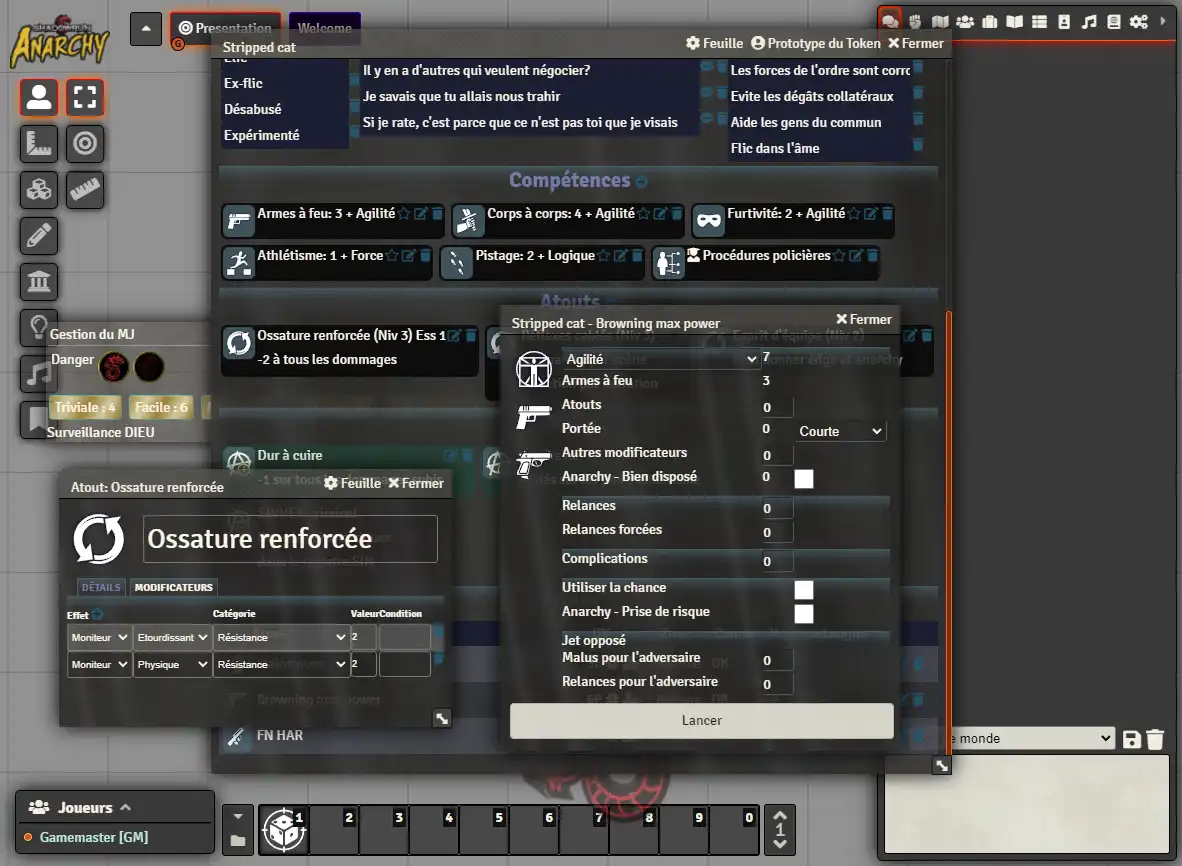 SHADOWRUN
ANARCHY
Presentation
Welcome
G
Stripped cat
Feuille
Prototype du Token
Fermer
Ex-flic
Désabusé
Expérimenté
Il y en a d'autres qui veulent négocier?
Je savais que tu allais nous trahir
Si je rate, c'est parce que ce n'est pas toi que je visais
Les forces de l'ordre sont corro
Evite les dégâts collatéraux
Aide les gens du commun
Flic dans l'âme
Compétences
Armes à feu: 3 + Agilité
Corps à corps: 4 + Agilité
Furtivité: 2 + Agilité
Athlétisme: 1 + Force
Pistage: 2 + Logique
Procédures policières
Atouts
Ossature renforcée (Niv 3) Ess 1
-2 à tous les dommages
Gestion du MJ
Danger
Triviale : 4
Facile : 6
Surveillance DIEU
Dur à cuire
Stripped cat - Browning max power
Fermer
Agilité
7
Armes à feu
3
Atouts
0
Portée
0
Courte
Autres modificateurs
0
Anarchy - Bien disposé
0
Relances
0
Relances forcées
0
Complications
0
Utiliser la chance
Anarchy - Prise de risque
Jet opposé
Malus pour l'adversaire
0
Relances pour l'adversaire
0
Lancer
Atout: Ossature renforcée
Feuille
Fermer
Ossature renforcée
DÉTAILS
MODIFICATEURS
Effet
Catégorie
Valeur
Condition
Moniteur
Etourdissant
Résistance
2
Moniteur
Physique
Résistance
2
Browning max power
FN HAR
e monde
Joueurs
Gamemaster [GM]
1
2
3
4
5
6
7
8
9
0
1